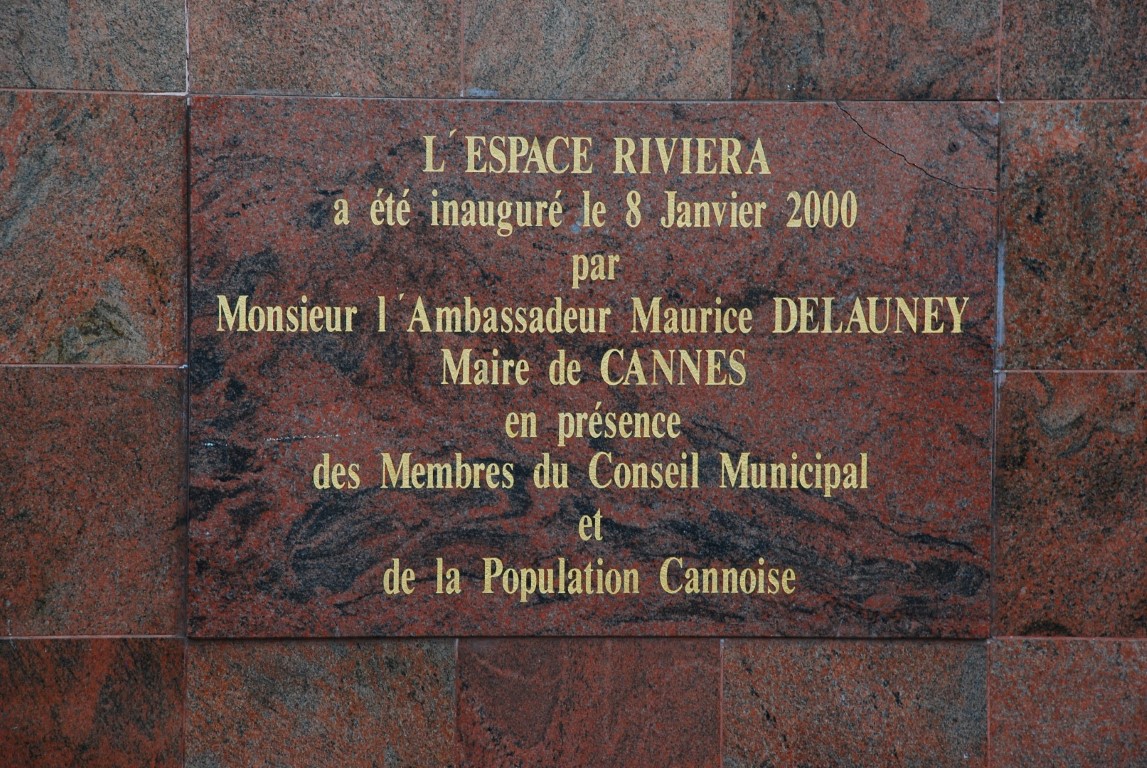 L´ESPACE RIVIERA
a été inauguré le 8 Janvier 2000
par
Monsieur l´Ambassadeur Maurice DELAUNEY
Maire de CANNES
en présence
des Membres du Conseil Municipal
et
de la Population Cannoise